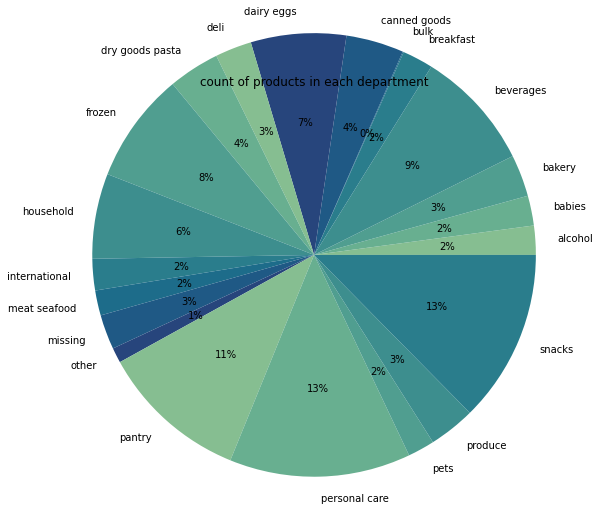 count of products in each department
alcohol
2%
babies
2%
bakery
3%
beverages
9%
breakfast
2%
bulk
0%
canned goods
4%
dairy eggs
7%
deli
3%
dry goods pasta
4%
frozen
8%
household
6%
international
2%
meat seafood
2%
missing
3%
other
1%
pantry
11%
personal care
13%
pets
2%
produce
3%
snacks
13%